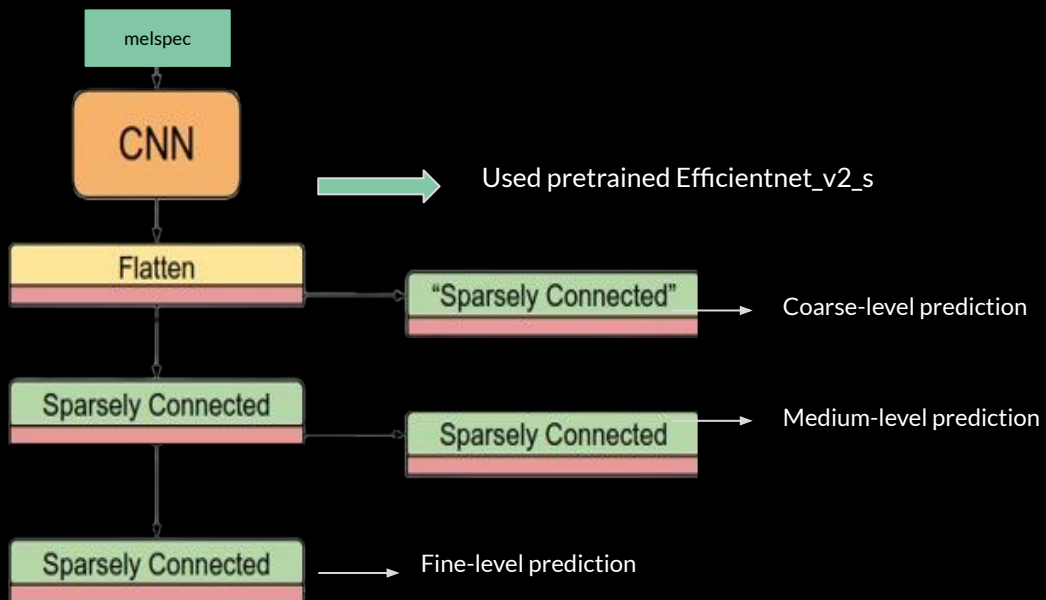 melspec
CNN
Used pretrained Efficientnet_v2_s
Flatten
“Sparsely Connected”
Coarse-level prediction
Sparsely Connected
Sparsely Connected
Medium-level prediction
Sparsely Connected
Fine-level prediction